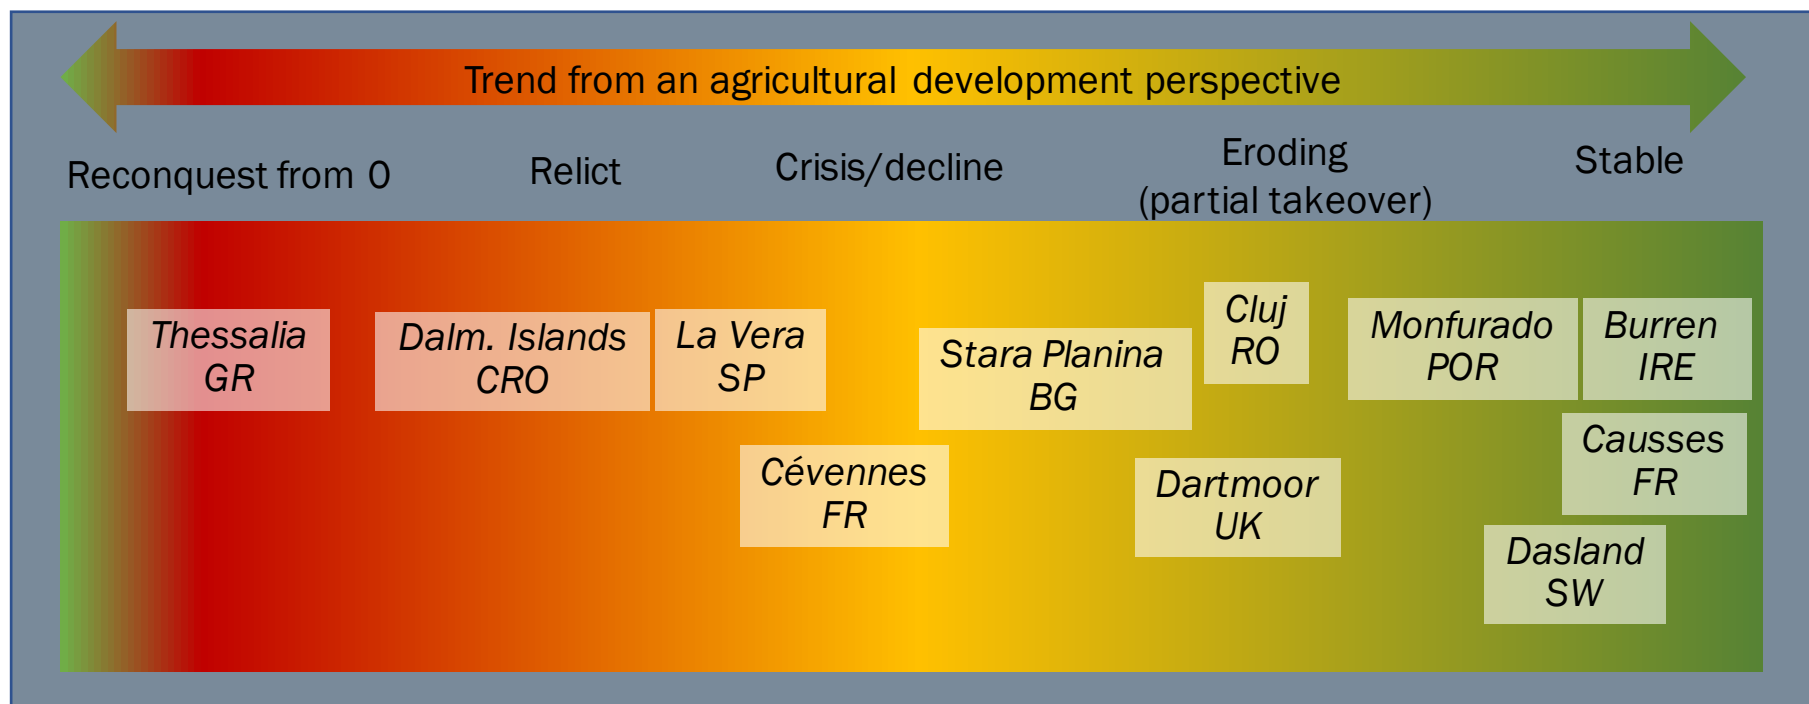 Trend from an agricultural development perspective
Reconquest from 0
Relict
Crisis/decline
Eroding
(partial takeover)
Stable
Thessalia
GR
Dalm. Islands
CRO
La Vera
SP
Cévennes
FR
Stara Planina
BG
Cluj
RO
Dartmoor
UK
Monfurado
POR
Burren
IRE
Causses
FR
Dasland
SW